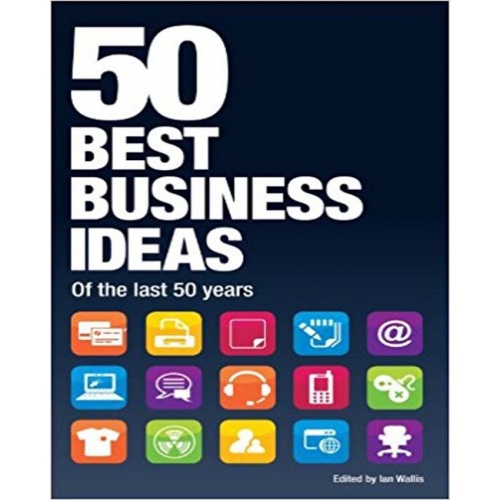 50
BEST
BUSINESS
IDEAS
Of the last 50 years
@
Edited by Ian Wallis